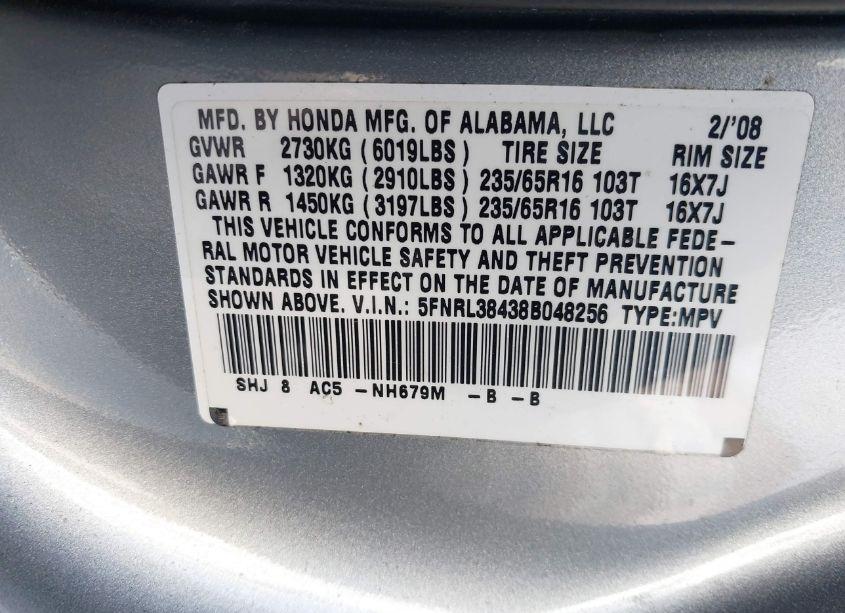 MFD. BY HONDA MFG. OF ALABAMA, LLC 2/'08
GVWR 2730KG (6019LBS) TIRE SIZE RIM SIZE
GAWR F 1320KG (2910LBS) 235/65R16 103T 16X7J
GAWR R 1450KG (3197LBS) 235/65R16 103T 16X7J
THIS VEHICLE CONFORMS TO ALL APPLICABLE FEDE-
RAL MOTOR VEHICLE SAFETY AND THEFT PREVENTION
STANDARDS IN EFFECT ON THE DATE OF MANUFACTURE
SHOWN ABOVE. V.I.N.: 5FNRL38438B048256 TYPE:MPV
SHJ 8 AC5 -NH679M -B -B